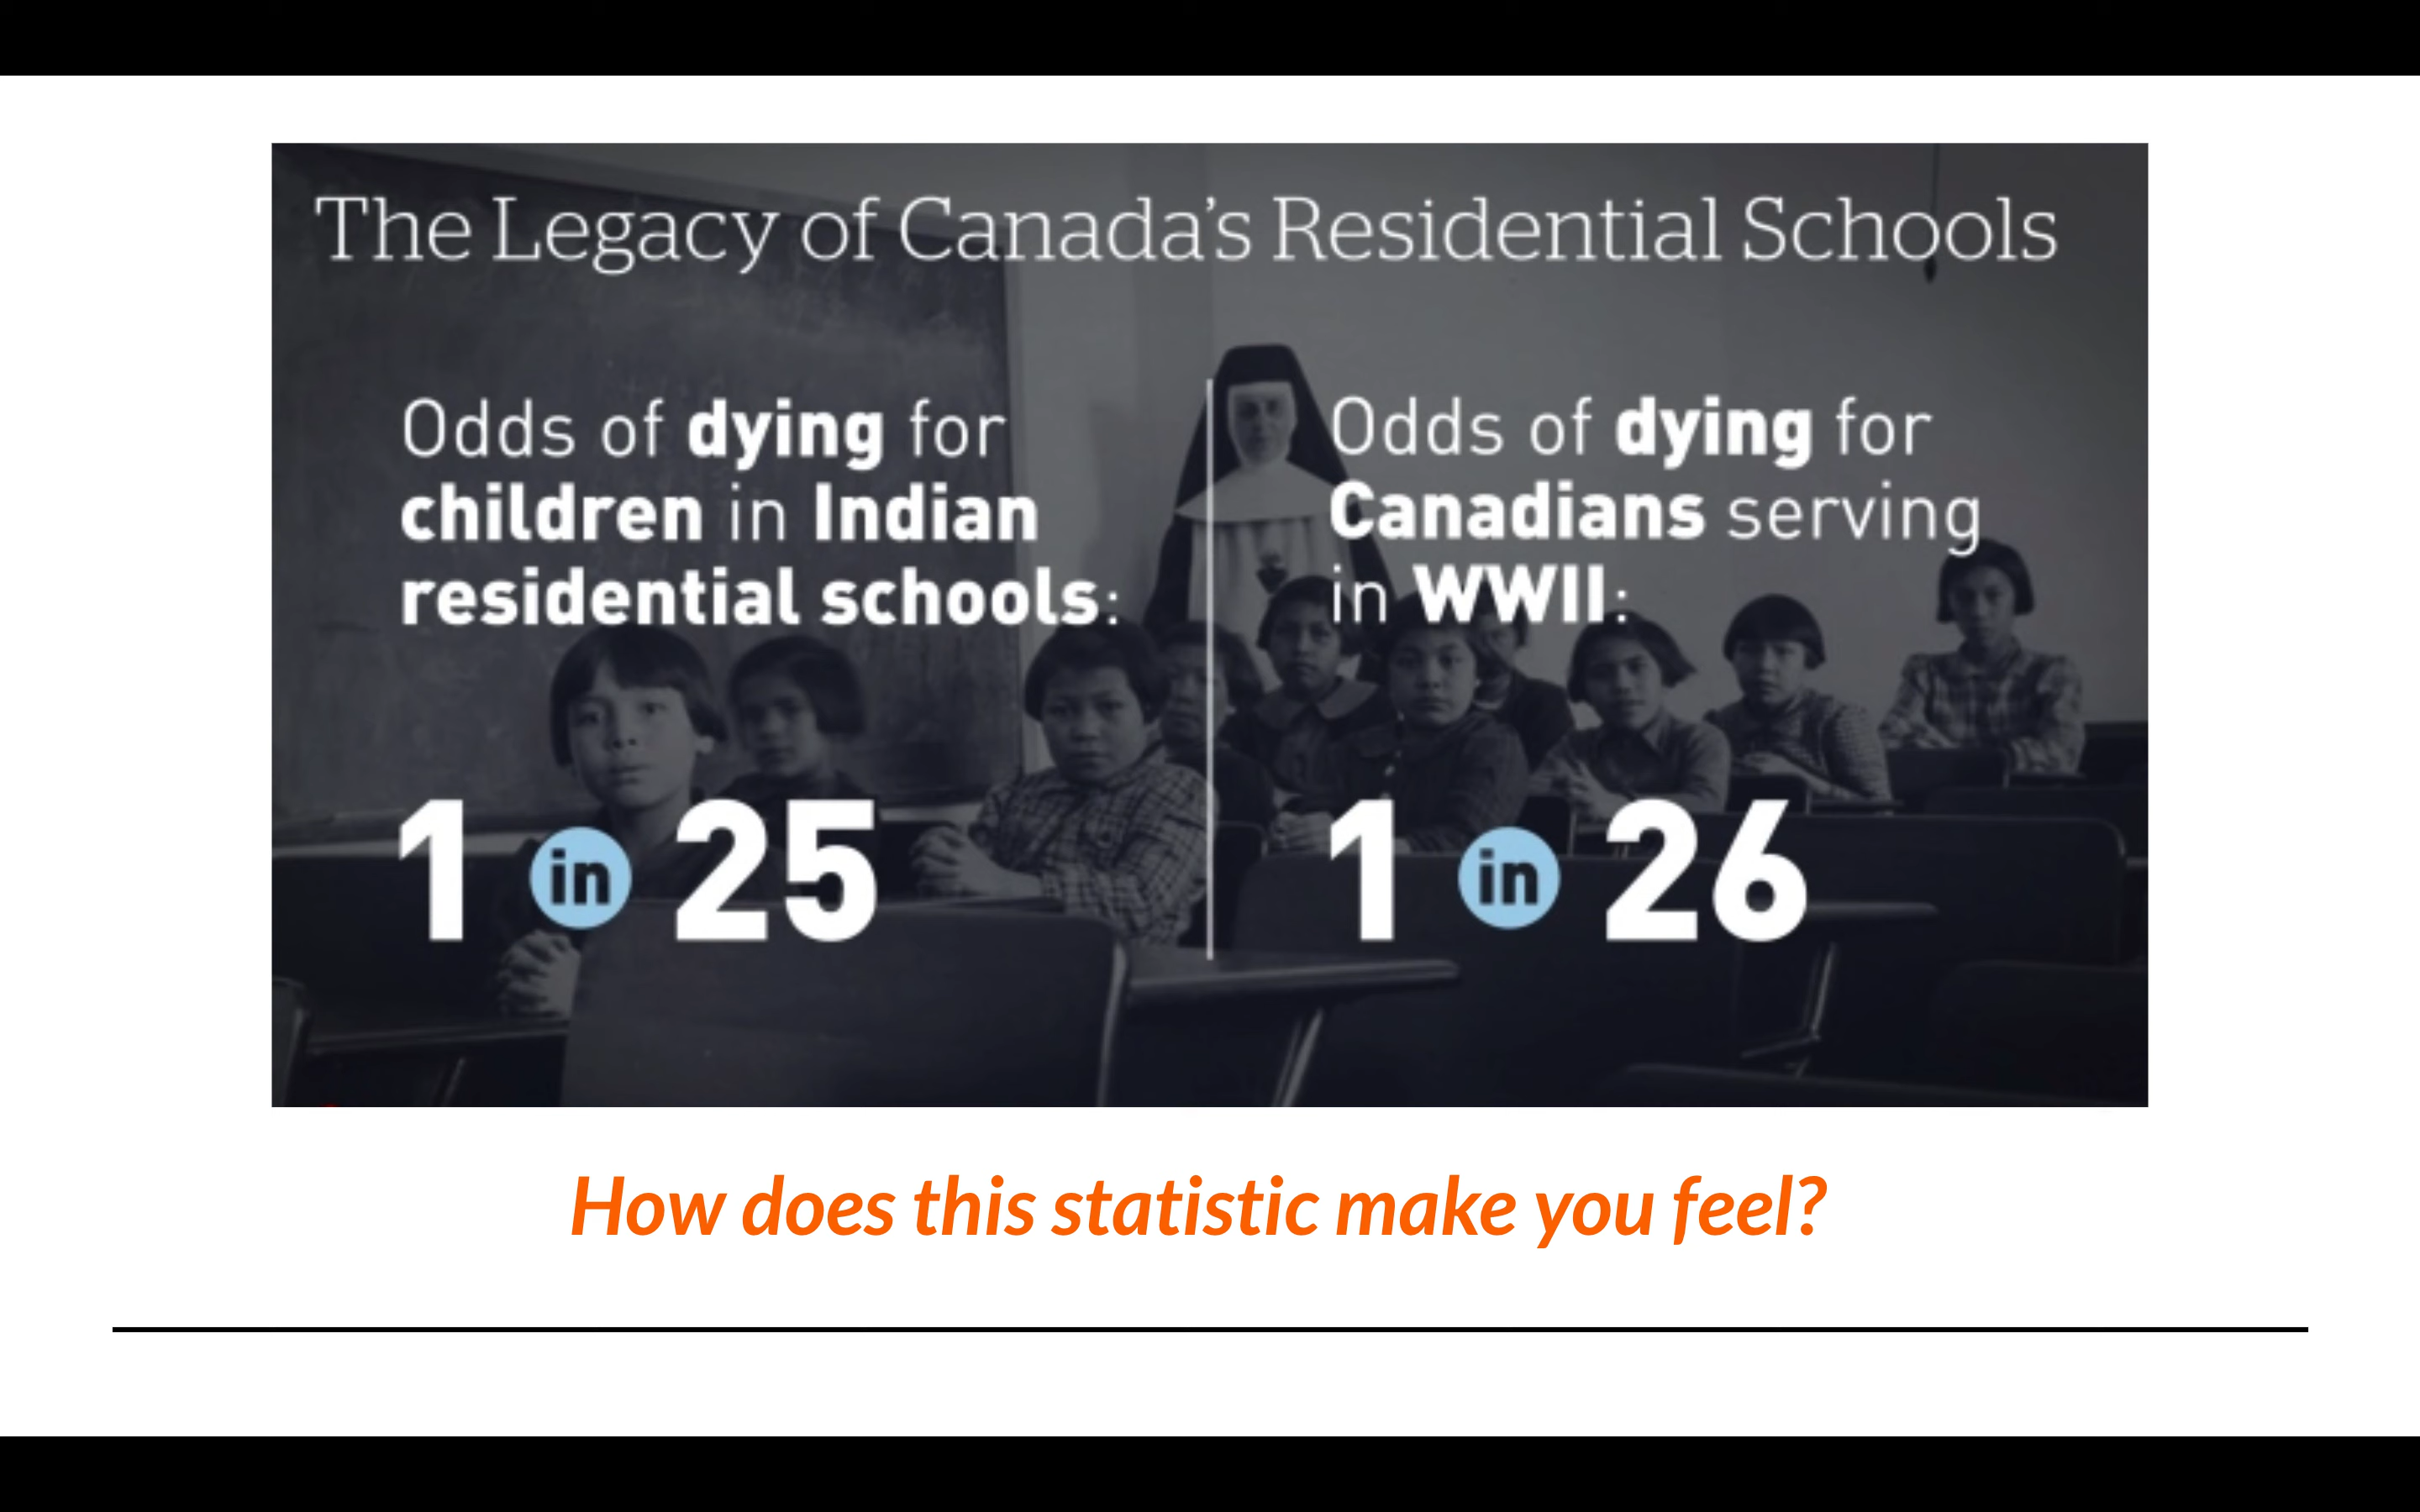 The Legacy of Canada's Residential Schools
Odds of dying for
children in Indian
residential schools:
1 in 25
Odds of dying for
Canadians serving
in WWII:
1 in 26
How does this statistic make you feel?